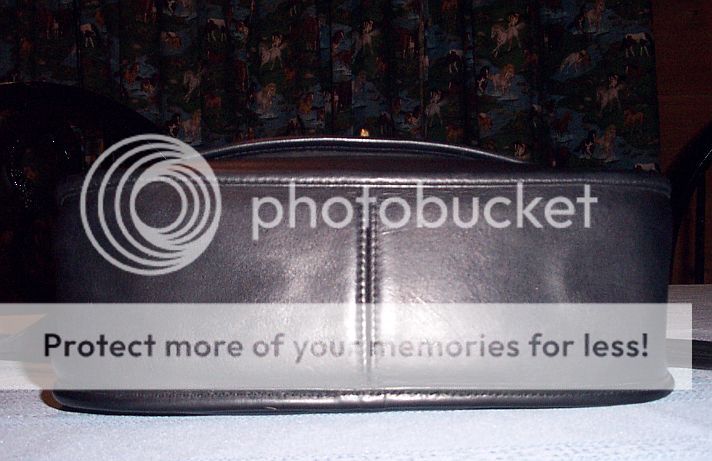 photobucket
Protect more of your memories for less!